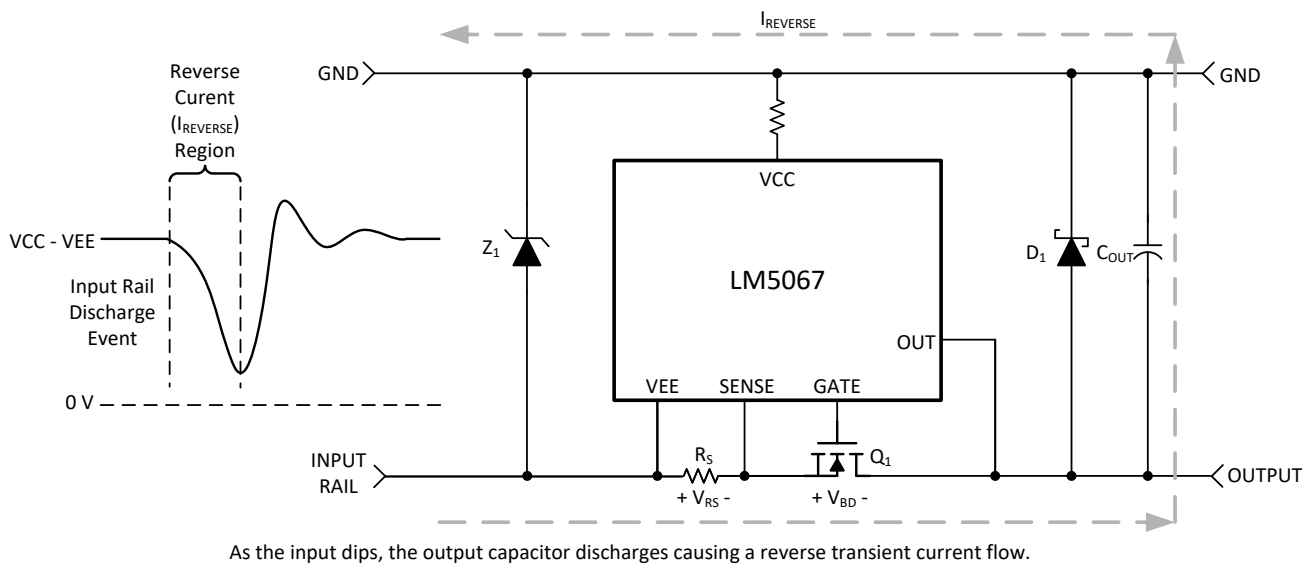 I_REVERSE
GND
GND
Reverse
Curent
(I_REVERSE)
Region
VCC
VCC - VEE
Z1
LM5067
D1
COUT
Input Rail
Discharge
Event
OUT
VEE
SENSE
GATE
0 V
INPUT
RAIL
RS
Q1
OUTPUT
+ VRS -
+ VBD -
As the input dips, the output capacitor discharges causing a reverse transient current flow.